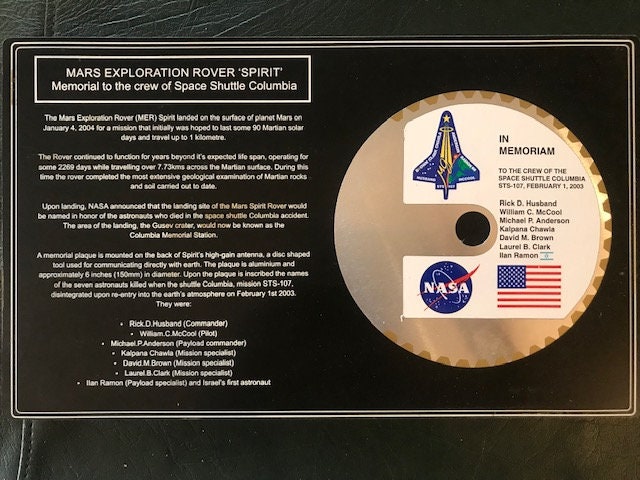 MARS EXPLORATION ROVER 'SPIRIT'
Memorial to the crew of Space Shuttle Columbia
The Mars Exploration Rover (MER) Spirit landed on the surface of planet Mars on
January 4, 2004 for a mission that initially was hoped to last some 90 Martian solar
days and travel up to 1 kilometre.
The Rover continued to function for years beyond it's expected life span, operating for
some 2269 days while travelling over 7.73kms across the Martian surface. During this
time the rover completed the most extensive geological examination of Martian rocks
and soil carried out to date.
Upon landing, NASA announced that the landing site of the Mars Spirit Rover would
be named in honor of the astronauts who died in the space shuttle Columbia accident.
The area of the landing, the Gusev crater, would now be known as the
Columbia Memorial Station.
A memorial plaque is mounted on the back of Spirit's high-gain antenna, a disc shaped
tool used for communicating directly with earth. The plaque is aluminium and
approximately 6 inches (150mm) in diameter. Upon the plaque is inscribed the names
of the seven astronauts killed when the shuttle Columbia, mission STS-107,
disintegrated upon re-entry into the earth's atmosphere on February 1st 2003.
They were:
• Rick.D.Husband (Commander)
• William.C.McCool (Pilot)
• Michael.P.Anderson (Payload commander)
• Kalpana Chawla (Mission specialist)
• David.M.Brown (Mission specialist)
• Laurel.B.Clark (Mission specialist)
• Ilan Ramon (Payload specialist) and Israel's first astronaut
IN
MEMORIAM
TO THE CREW OF THE
SPACE SHUTTLE COLUMBIA
STS-107, FEBRUARY 1, 2003
Rick D. Husband
William C. McCool
Michael P. Anderson
Kalpana Chawla
David M. Brown
Laurel B. Clark
Ilan Ramon
HUSBAND
MCCOOL
STS 107
NASA